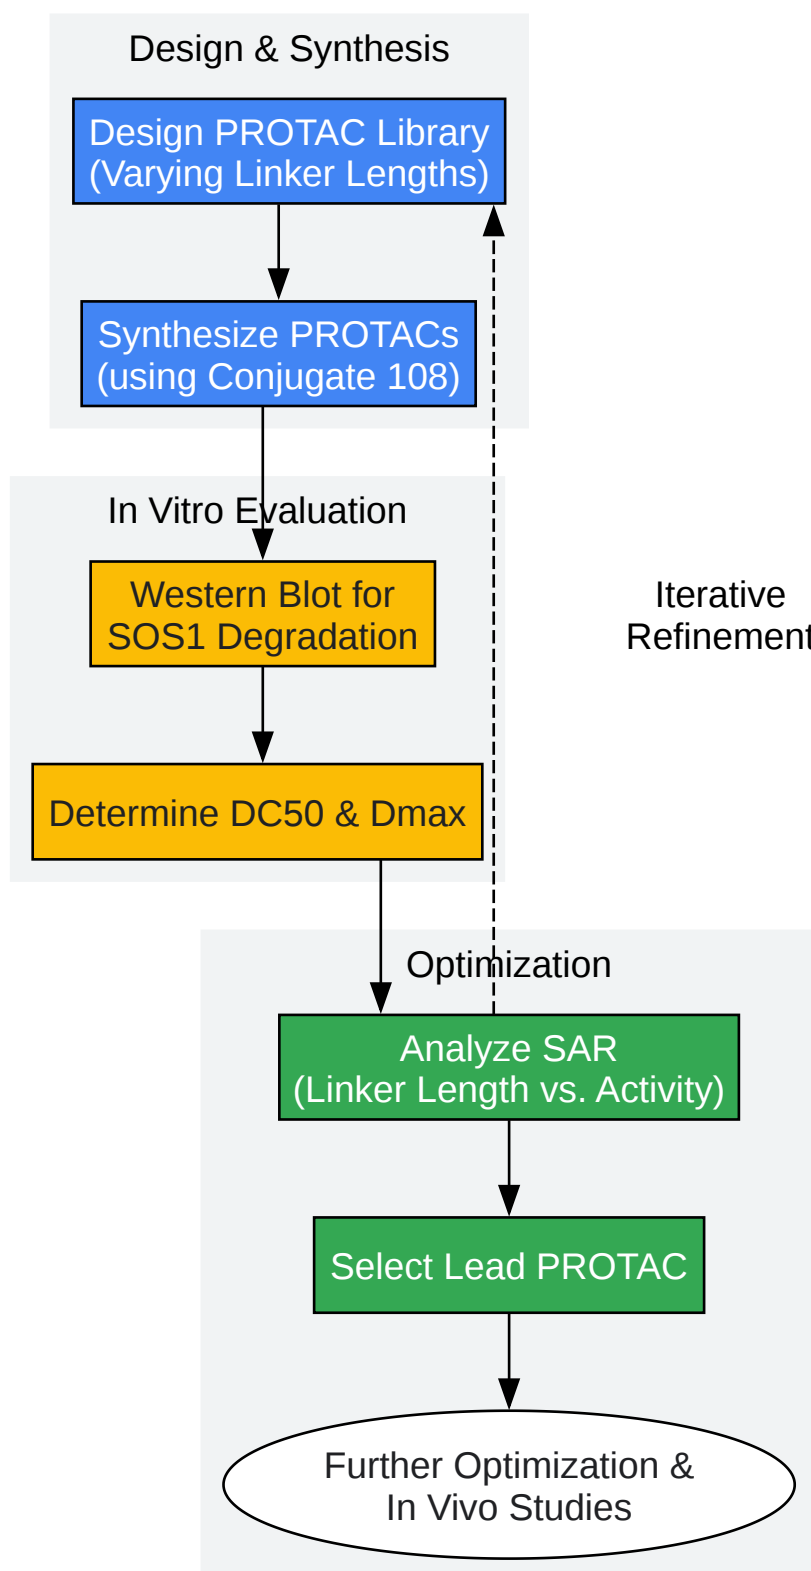 Design & Synthesis
Design PROTAC Library
(Varying Linker Lengths)
Synthesize PROTACs
(using Conjugate 108)
In Vitro Evaluation
Western Blot for
SOS1 Degradation
Iterative
Refinement
Determine DC50 & Dmax
Optimization
Analyze SAR
(Linker Length vs. Activity)
Select Lead PROTAC
Further Optimization &
In Vivo Studies